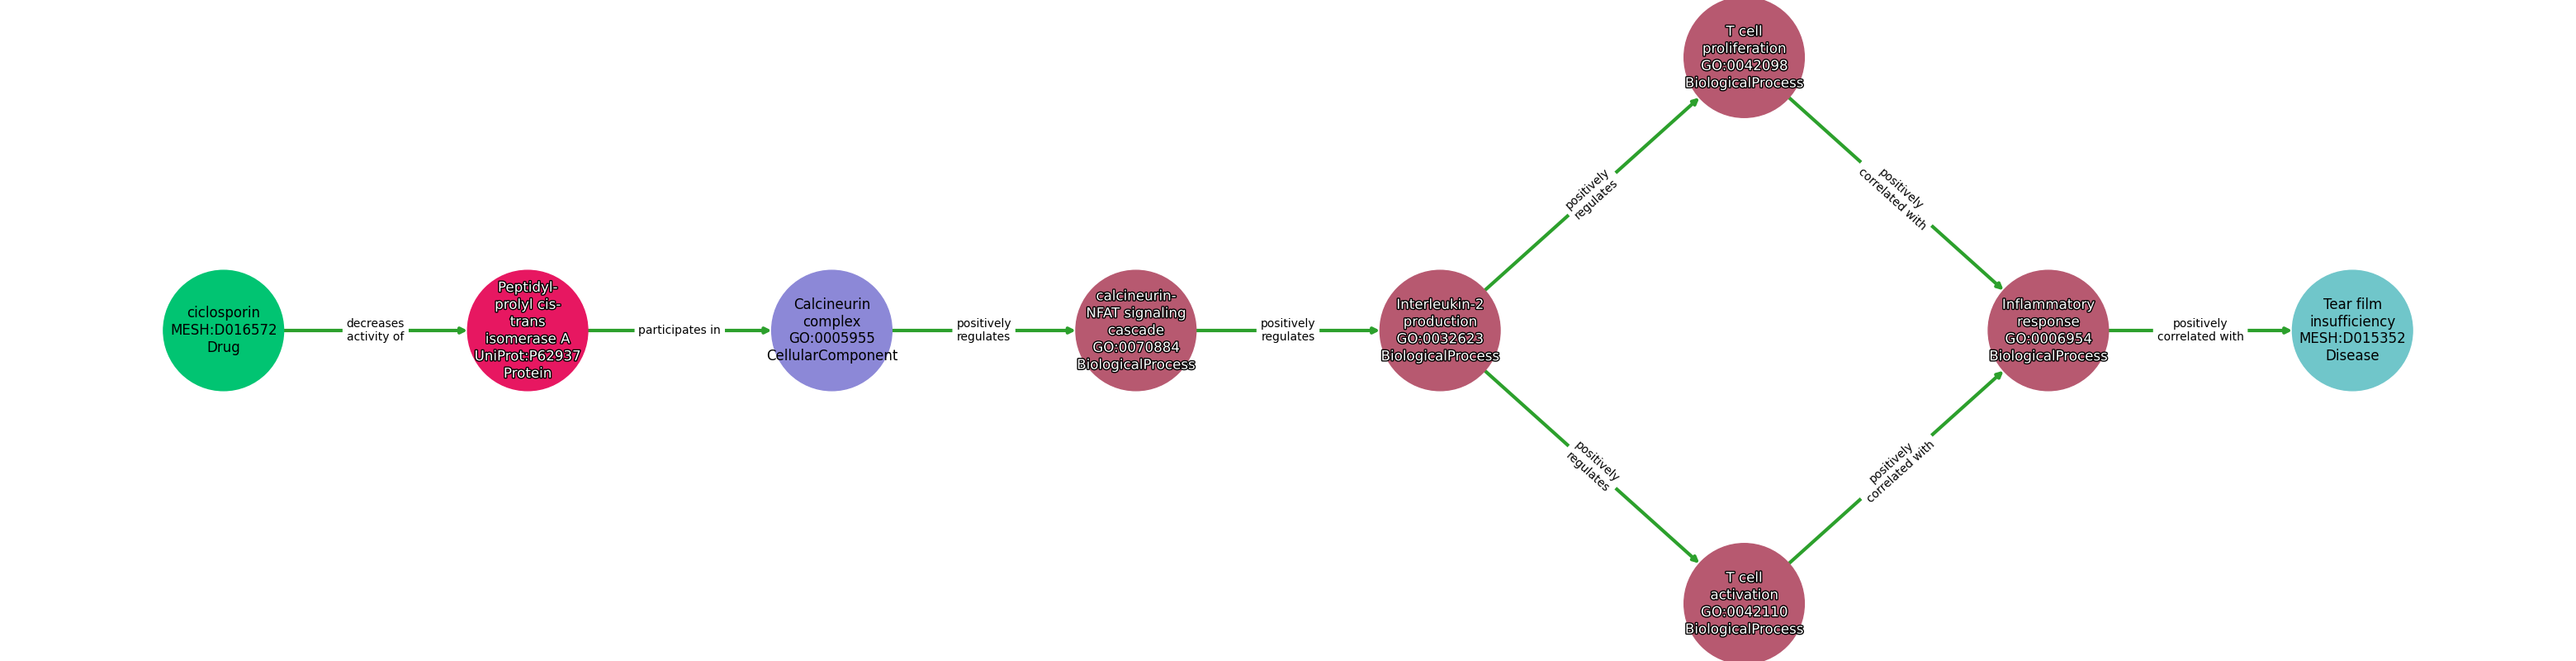 ciclosporin
MESH:D016572
Drug
decreases
activity of
Peptidyl-
prolyl cis-
trans
isomerase A
UniProt:P62937
Protein
participates in
Calcineurin
complex
GO:0005955
CellularComponent
positively
regulates
calcineurin-
NFAT signaling
cascade
GO:0070884
BiologicalProcess
positively
regulates
Interleukin-2
production
GO:0032623
BiologicalProcess
positively
regulates
T cell
proliferation
GO:0042098
BiologicalProcess
positively
correlated with
positively
regulates
T cell
activation
GO:0042110
BiologicalProcess
positively
correlated with
Inflammatory
response
GO:0006954
BiologicalProcess
positively
correlated with
Tear film
insufficiency
MESH:D015352
Disease